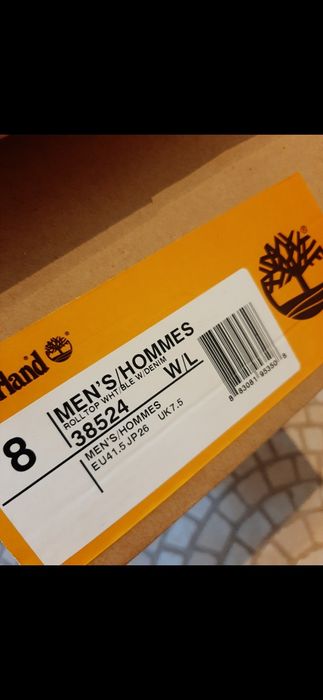 rland
®
®
8
MEN'S/HOMMES
ROLLTOP WHT/BLE W/DENIM
38524 W/L
MEN'S/HOMMES
EU41.5 JP26 UK7.5